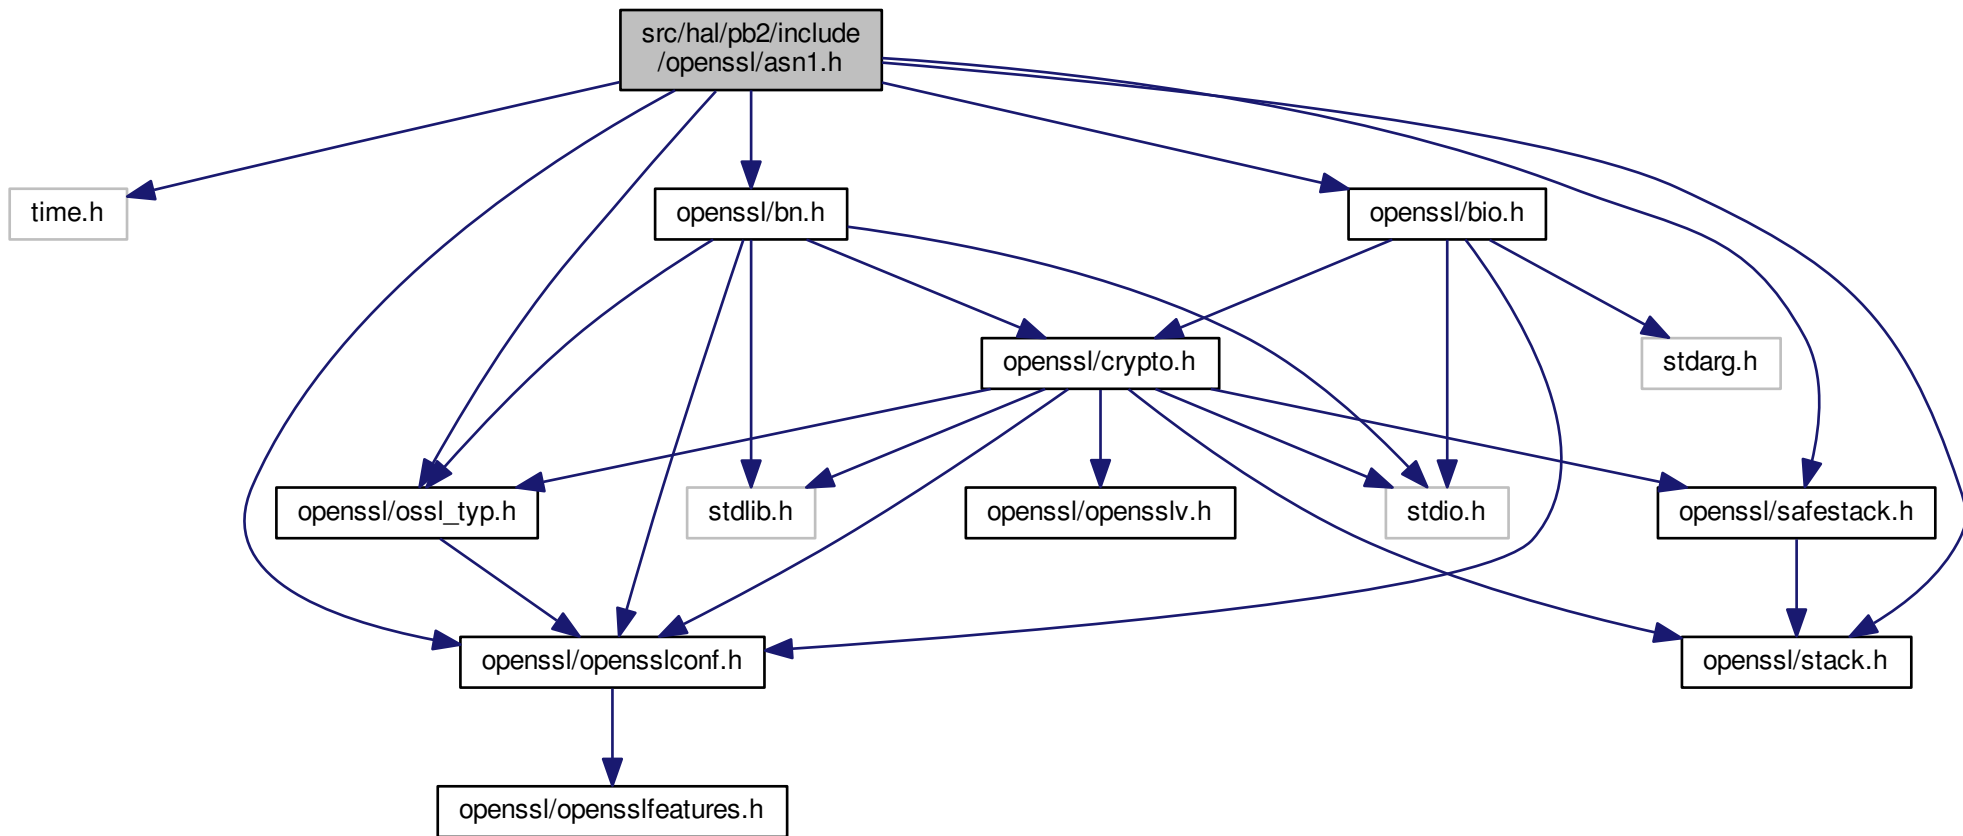 src/hal/pb2/include
/openssl/asn1.h
time.h
openssl/bn.h
openssl/bio.h
openssl/crypto.h
stdarg.h
openssl/ossl_typ.h
stdlib.h
openssl/opensslv.h
stdio.h
openssl/safestack.h
openssl/opensslconf.h
openssl/stack.h
openssl/opensslfeatures.h